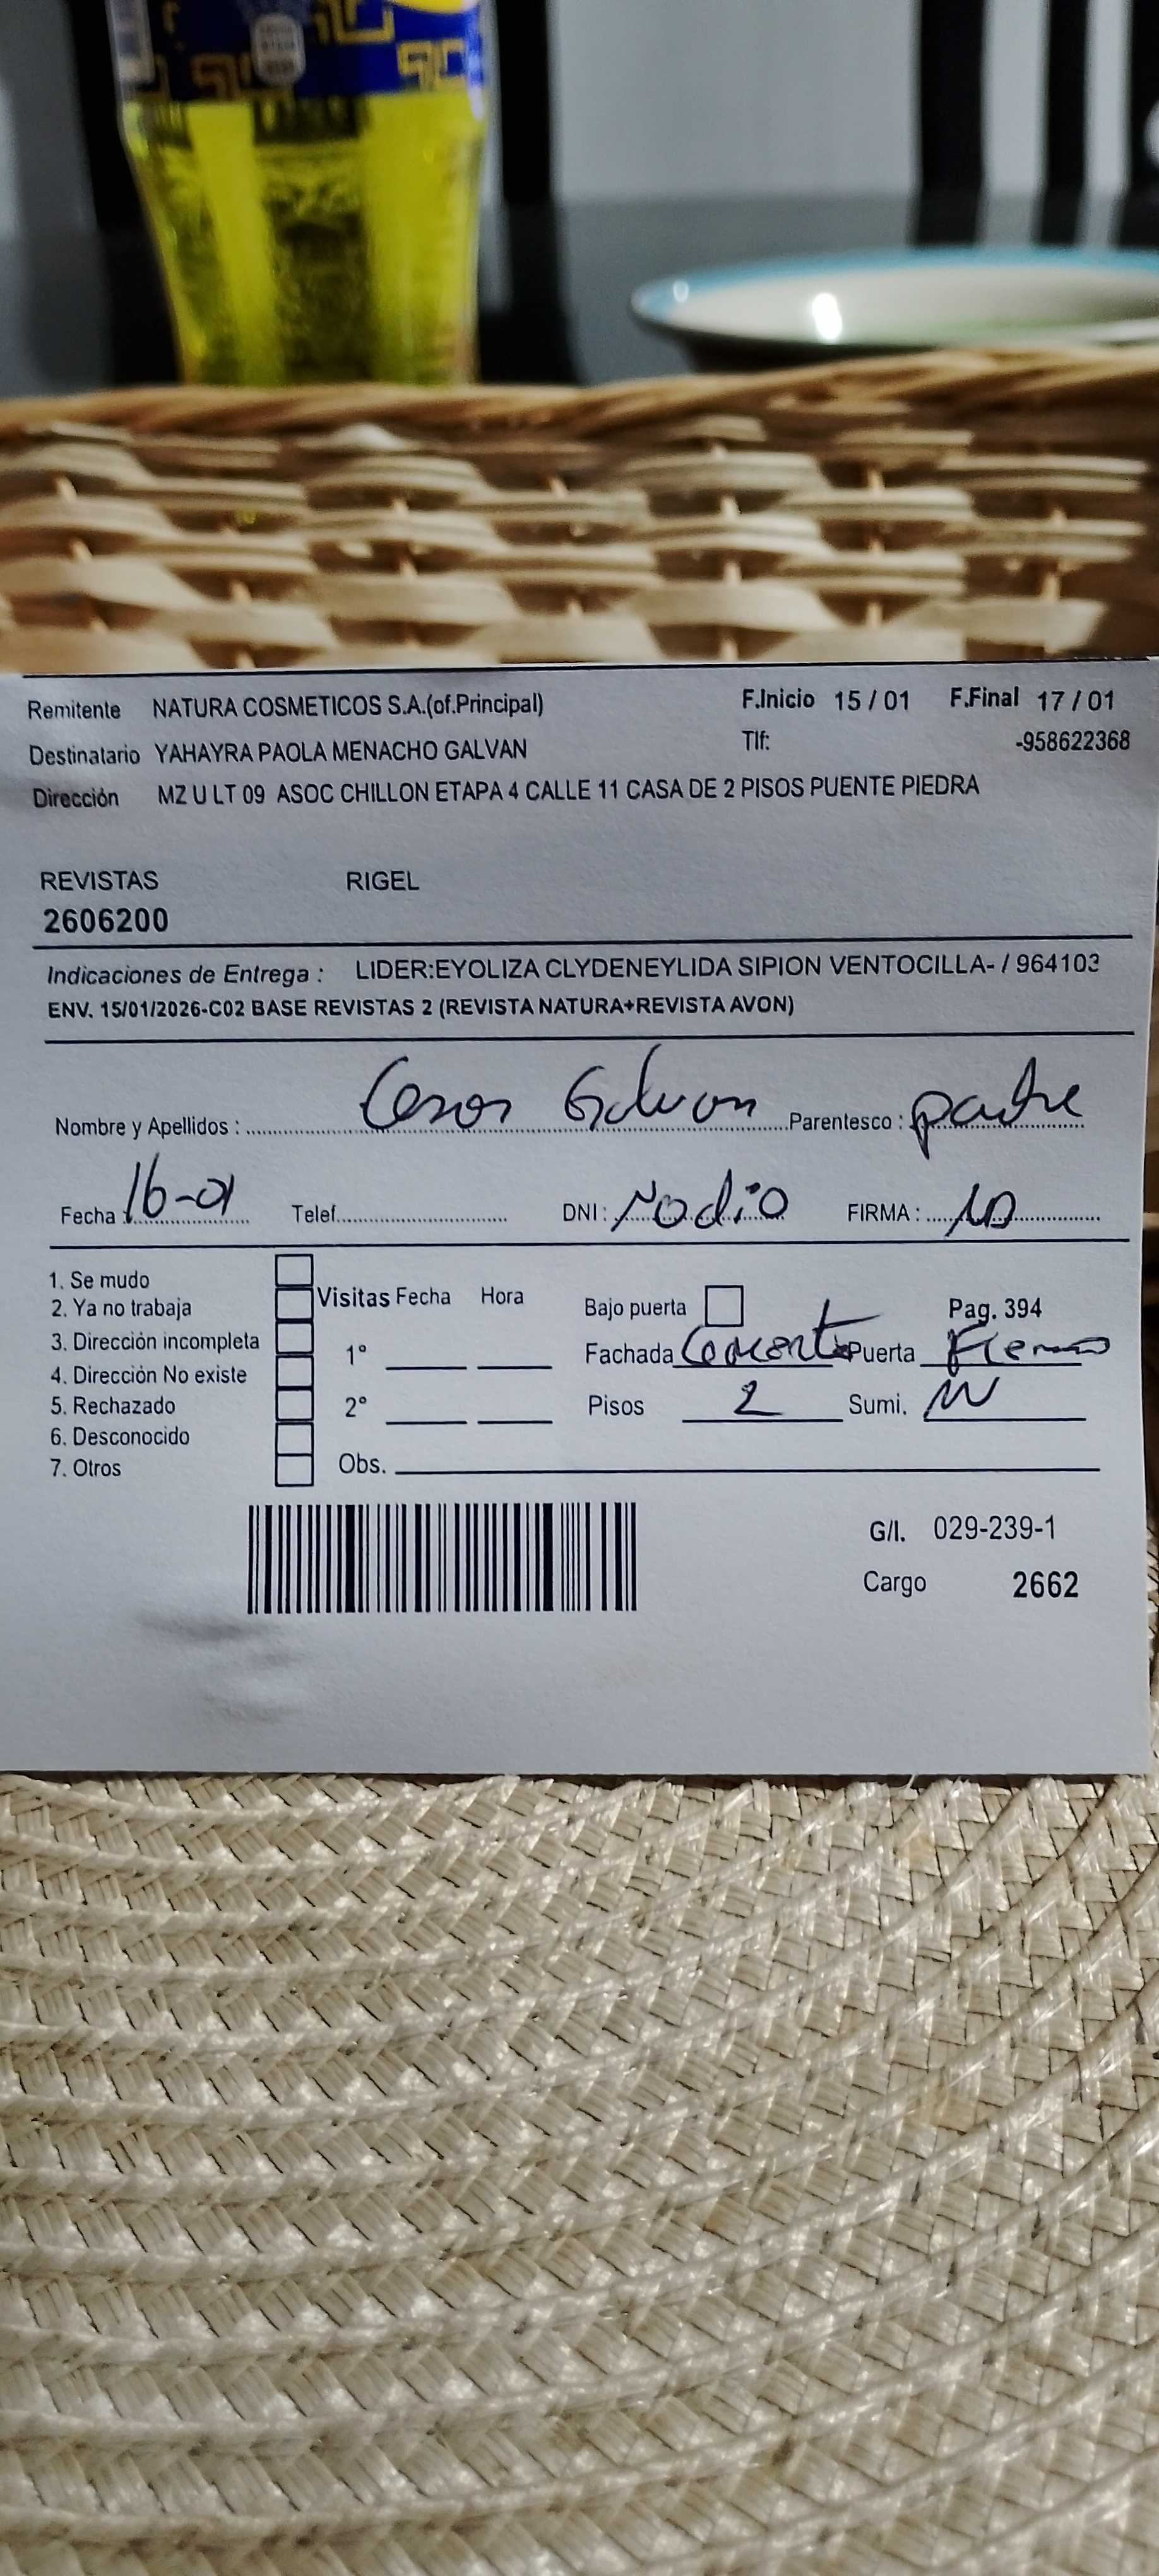 Remitente NATURA COSMETICOS S.A.(of.Principal) F.Inicio 15 / 01 F.Final 17 / 01
Destinatario YAHAYRA PAOLA MENACHO GALVAN Tlf: -958622368
Dirección MZ U LT 09 ASOC CHILLON ETAPA 4 CALLE 11 CASA DE 2 PISOS PUENTE PIEDRA
REVISTAS RIGEL
2606200
Indicaciones de Entrega : LIDER:EYOLIZA CLYDENEYLIDA SIPION VENTOCILLA- / 964103
ENV. 15/01/2026-C02 BASE REVISTAS 2 (REVISTA NATURA+REVISTA AVON)
Nombre y Apellidos : Cesar Galvan Parentesco : padre
Fecha : 16-01 Telef. DNI : No dio FIRMA :
1. Se mudo
2. Ya no trabaja Visitas Fecha Hora Bajo puerta Pag. 394
3. Dirección incompleta 1° Fachada Cemento Puerta Fierro
4. Dirección No existe
5. Rechazado 2° Pisos 2 Sumi.
6. Desconocido
7. Otros Obs.
G/I. 029-239-1
Cargo 2662